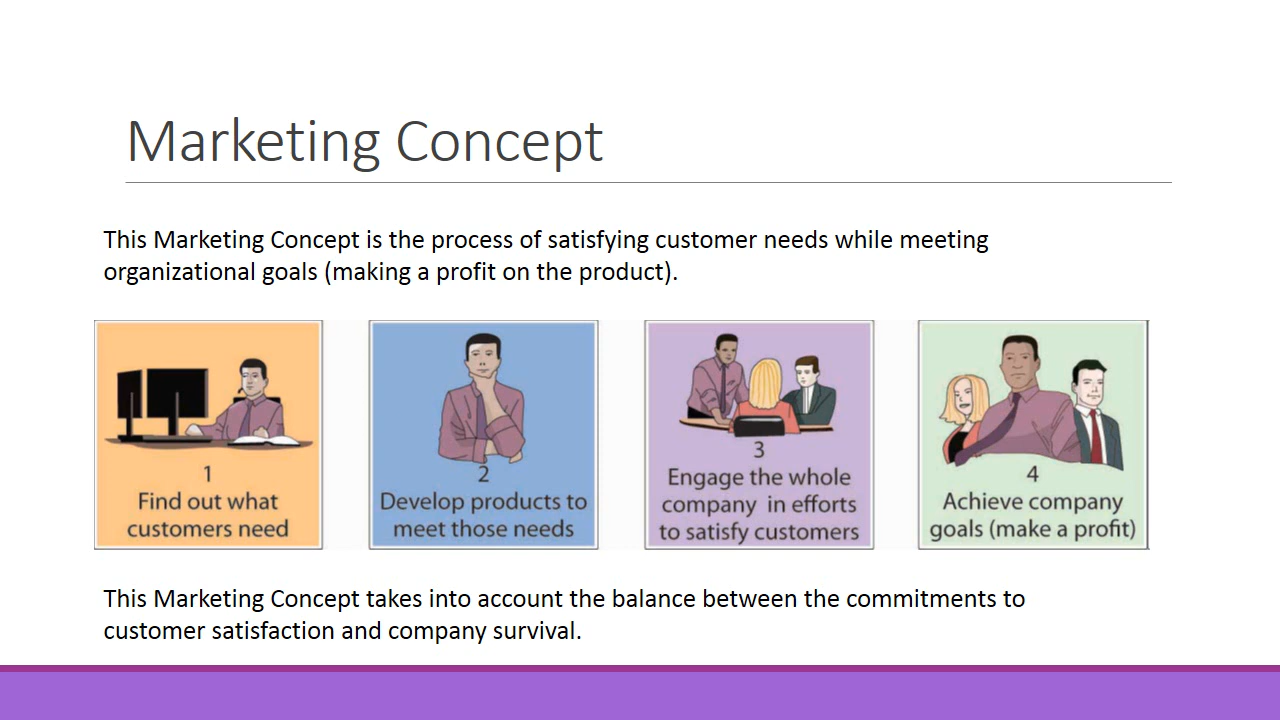 Marketing Concept
This Marketing Concept is the process of satisfying customer needs while meeting
organizational goals (making a profit on the product).
1
Find out what
customers need
2
Develop products to
meet those needs
3
Engage the whole
company in efforts
to satisfy customers
4
Achieve company
goals (make a profit)
This Marketing Concept takes into account the balance between the commitments to
customer satisfaction and company survival.